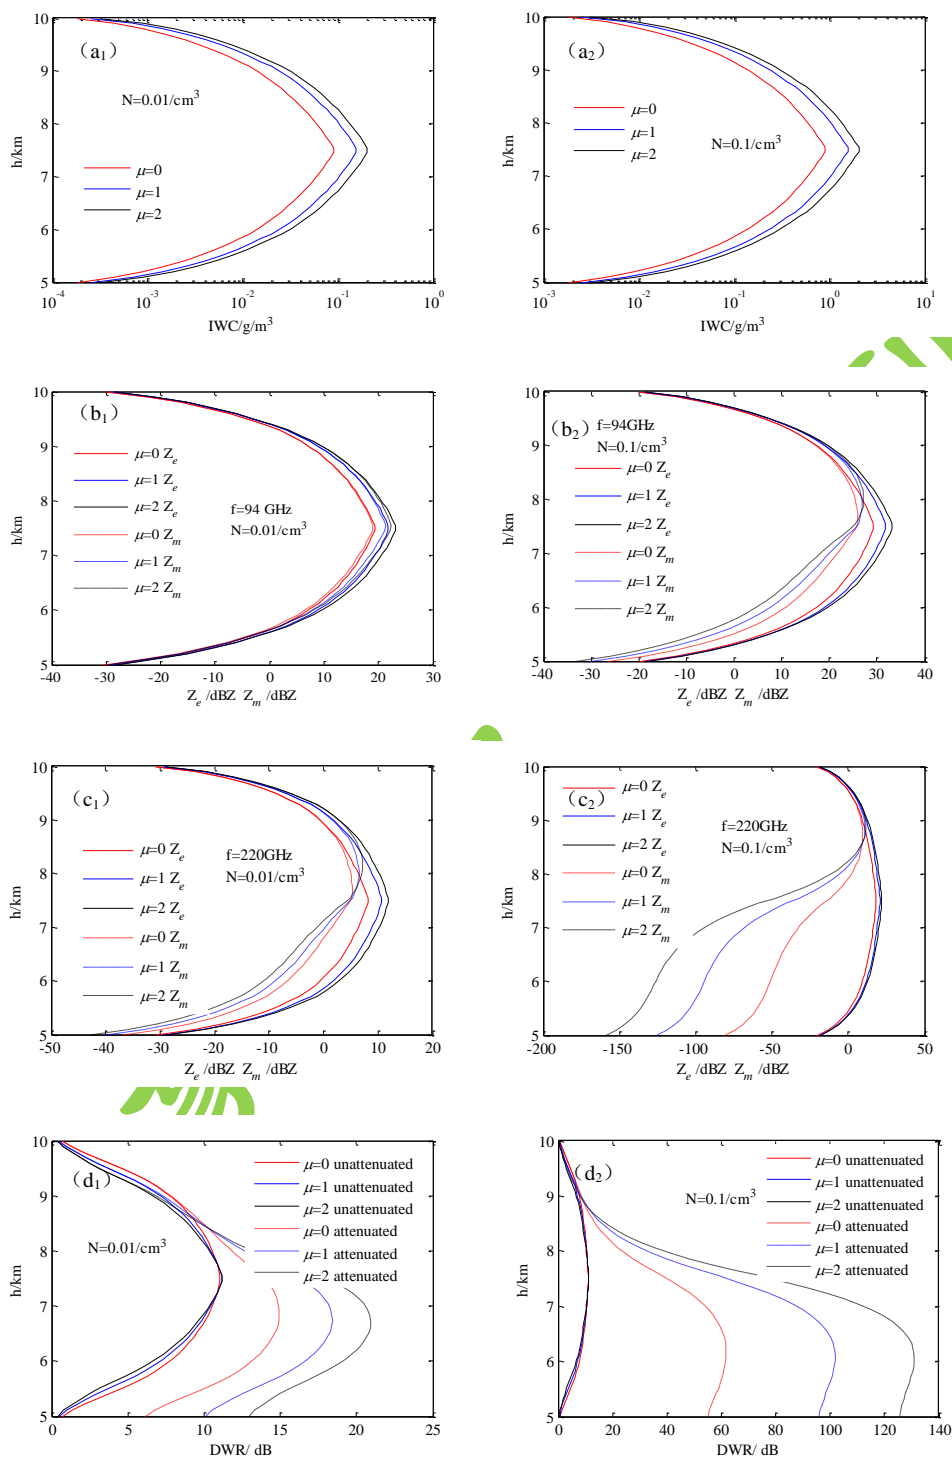 (a₁)
N=0.01/cm³
μ=0
μ=1
μ=2
h/km
10
9
8
7
6
5
10⁻⁴ 10⁻³ 10⁻² 10⁻¹ 10⁰ 10⁰
IWC/g/m³
(a₂)
μ=0
μ=1
μ=2
N=0.1/cm³
h/km
10
9
8
7
6
5
10⁻³ 10⁻² 10⁻¹ 10⁰ 10¹
IWC/g/m³
(b₁)
μ=0 Zₑ
μ=1 Zₑ
μ=2 Zₑ
μ=0 Zₘ
μ=1 Zₘ
μ=2 Zₘ
f=94 GHz
N=0.01/cm³
h/km
10
9
8
7
6
5
-40 -30 -20 -10 0 10 20 30
Zₑ /dBZ Zₘ /dBZ
(b₂)
f=94GHz
N=0.1/cm³
μ=0 Zₑ
μ=1 Zₑ
μ=2 Zₑ
μ=0 Zₘ
μ=1 Zₘ
μ=2 Zₘ
h/km
10
9
8
7
6
5
-40 -30 -20 -10 0 10 20 30 40
Zₑ /dBZ Zₘ /dBZ
(c₁)
f=220GHz
N=0.01/cm³
μ=0 Zₑ
μ=1 Zₑ
μ=2 Zₑ
μ=0 Zₘ
μ=1 Zₘ
μ=2 Zₘ
h/km
10
9
8
7
6
5
-50 -40 -30 -20 -10 0 10 20
Zₑ /dBZ Zₘ /dBZ
(c₂)
μ=0 Zₑ
μ=1 Zₑ
μ=2 Zₑ
μ=0 Zₘ
μ=1 Zₘ
μ=2 Zₘ
f=220GHz
N=0.1/cm³
h/km
10
9
8
7
6
5
-200 -150 -100 -50 0 50
Zₑ /dBZ Zₘ /dBZ
(d₁)
N=0.01/cm³
μ=0 unattenuated
μ=1 unattenuated
μ=2 unattenuated
μ=0 attenuated
μ=1 attenuated
μ=2 attenuated
h/km
10
9
8
7
6
5
0 5 10 15 20 25
DWR/ dB
(d₂)
N=0.1/cm³
μ=0 unattenuated
μ=1 unattenuated
μ=2 unattenuated
μ=0 attenuated
μ=1 attenuated
μ=2 attenuated
h/km
10
9
8
7
6
5
0 20 40 60 80 100 120 140
DWR/ dB